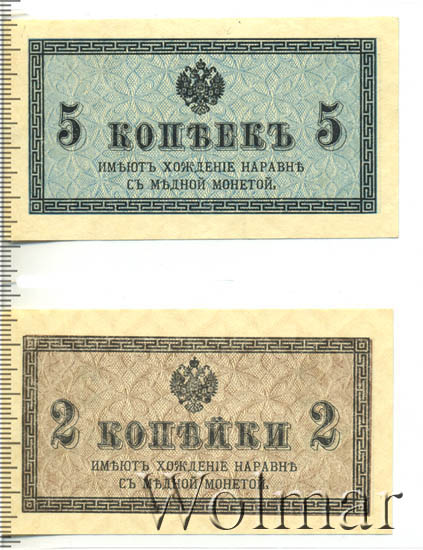 5 КОПѢЕКЪ 5
ИМѢЮТЪ ХОЖДЕНІЕ НАРАВНѢ
СЪ МѢДНОЙ МОНЕТОЙ.
2 КОПѢЙКИ 2
ИМѢЮТЪ ХОЖДЕНІЕ НАРАВНѢ
СЪ МѢДНОЙ МОНЕТОЙ.
Wolmar